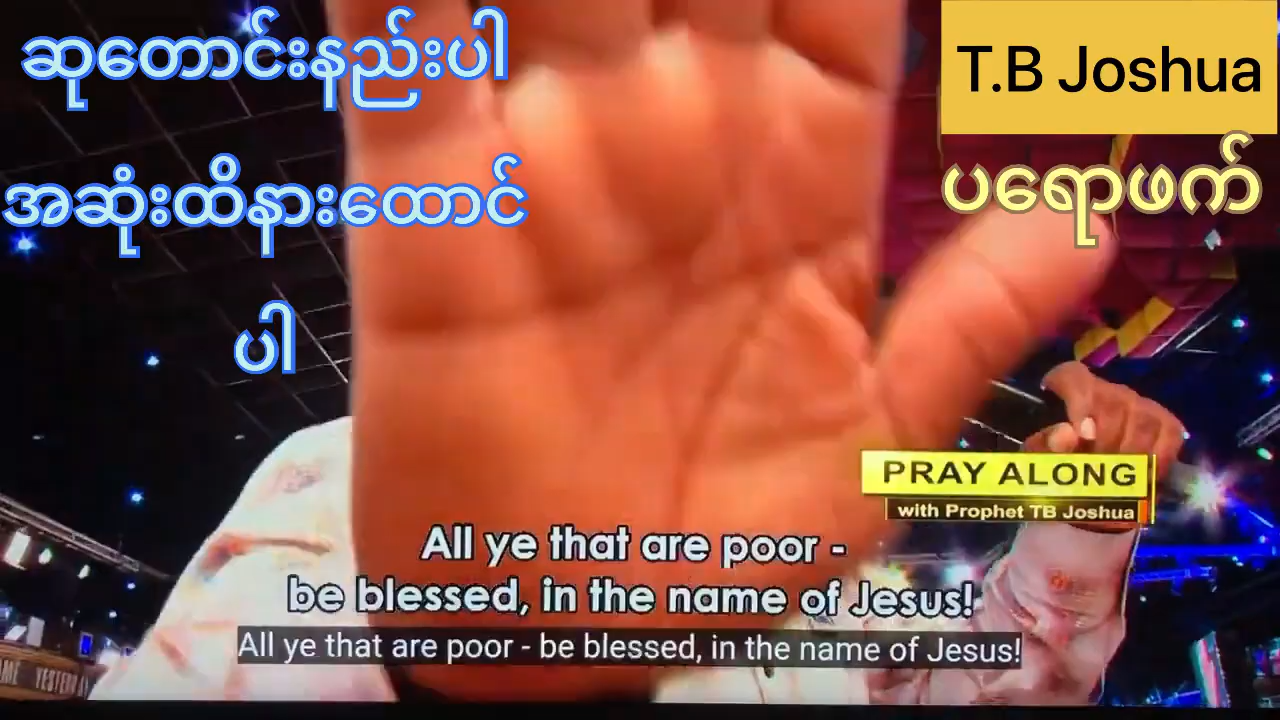 ဆုတောင်းနည်းပါ
အဆုံးထိနားထောင်
ပါ
T.B Joshua
ပရောဖက်
PRAY ALONG
with Prophet TB Joshua
All ye that are poor -
be blessed, in the name of Jesus!
All ye that are poor - be blessed, in the name of Jesus!
YESTERDAY